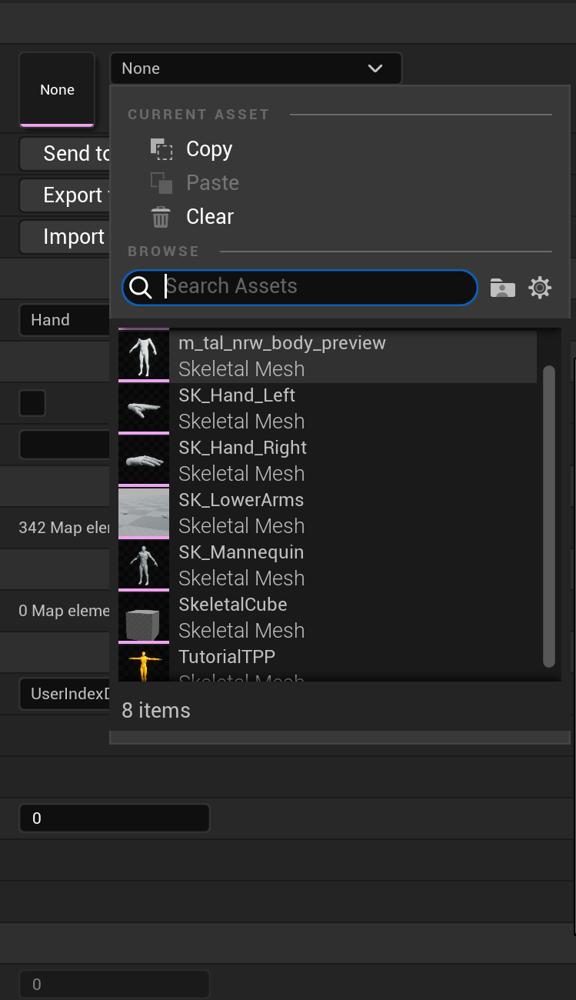 None
None
CURRENT ASSET
Copy
Send to
Paste
Export
Clear
Import
BROWSE
Search Assets
Hand
m_tal_nrw_body_preview
Skeletal Mesh
SK_Hand_Left
Skeletal Mesh
SK_Hand_Right
Skeletal Mesh
SK_LowerArms
Skeletal Mesh
342 Map elem
SK_Mannequin
Skeletal Mesh
SkeletalCube
0 Map eleme
Skeletal Mesh
TutorialTPP
Skeletal Mesh
UserIndexD
8 items
0
0